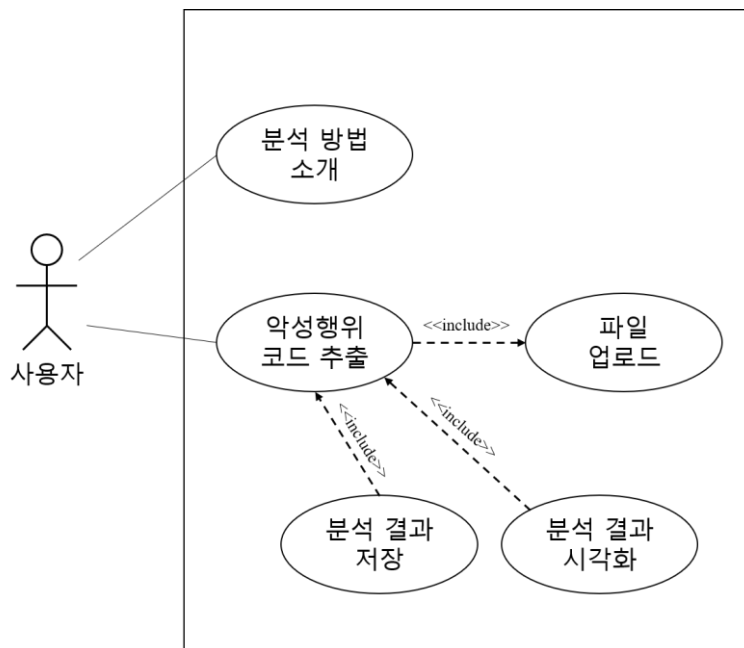 분석 방법
소개
사용자
악성행위
코드 추출
<<include>>
파일
업로드
<<include>>
<<include>>
분석 결과
저장
분석 결과
시각화